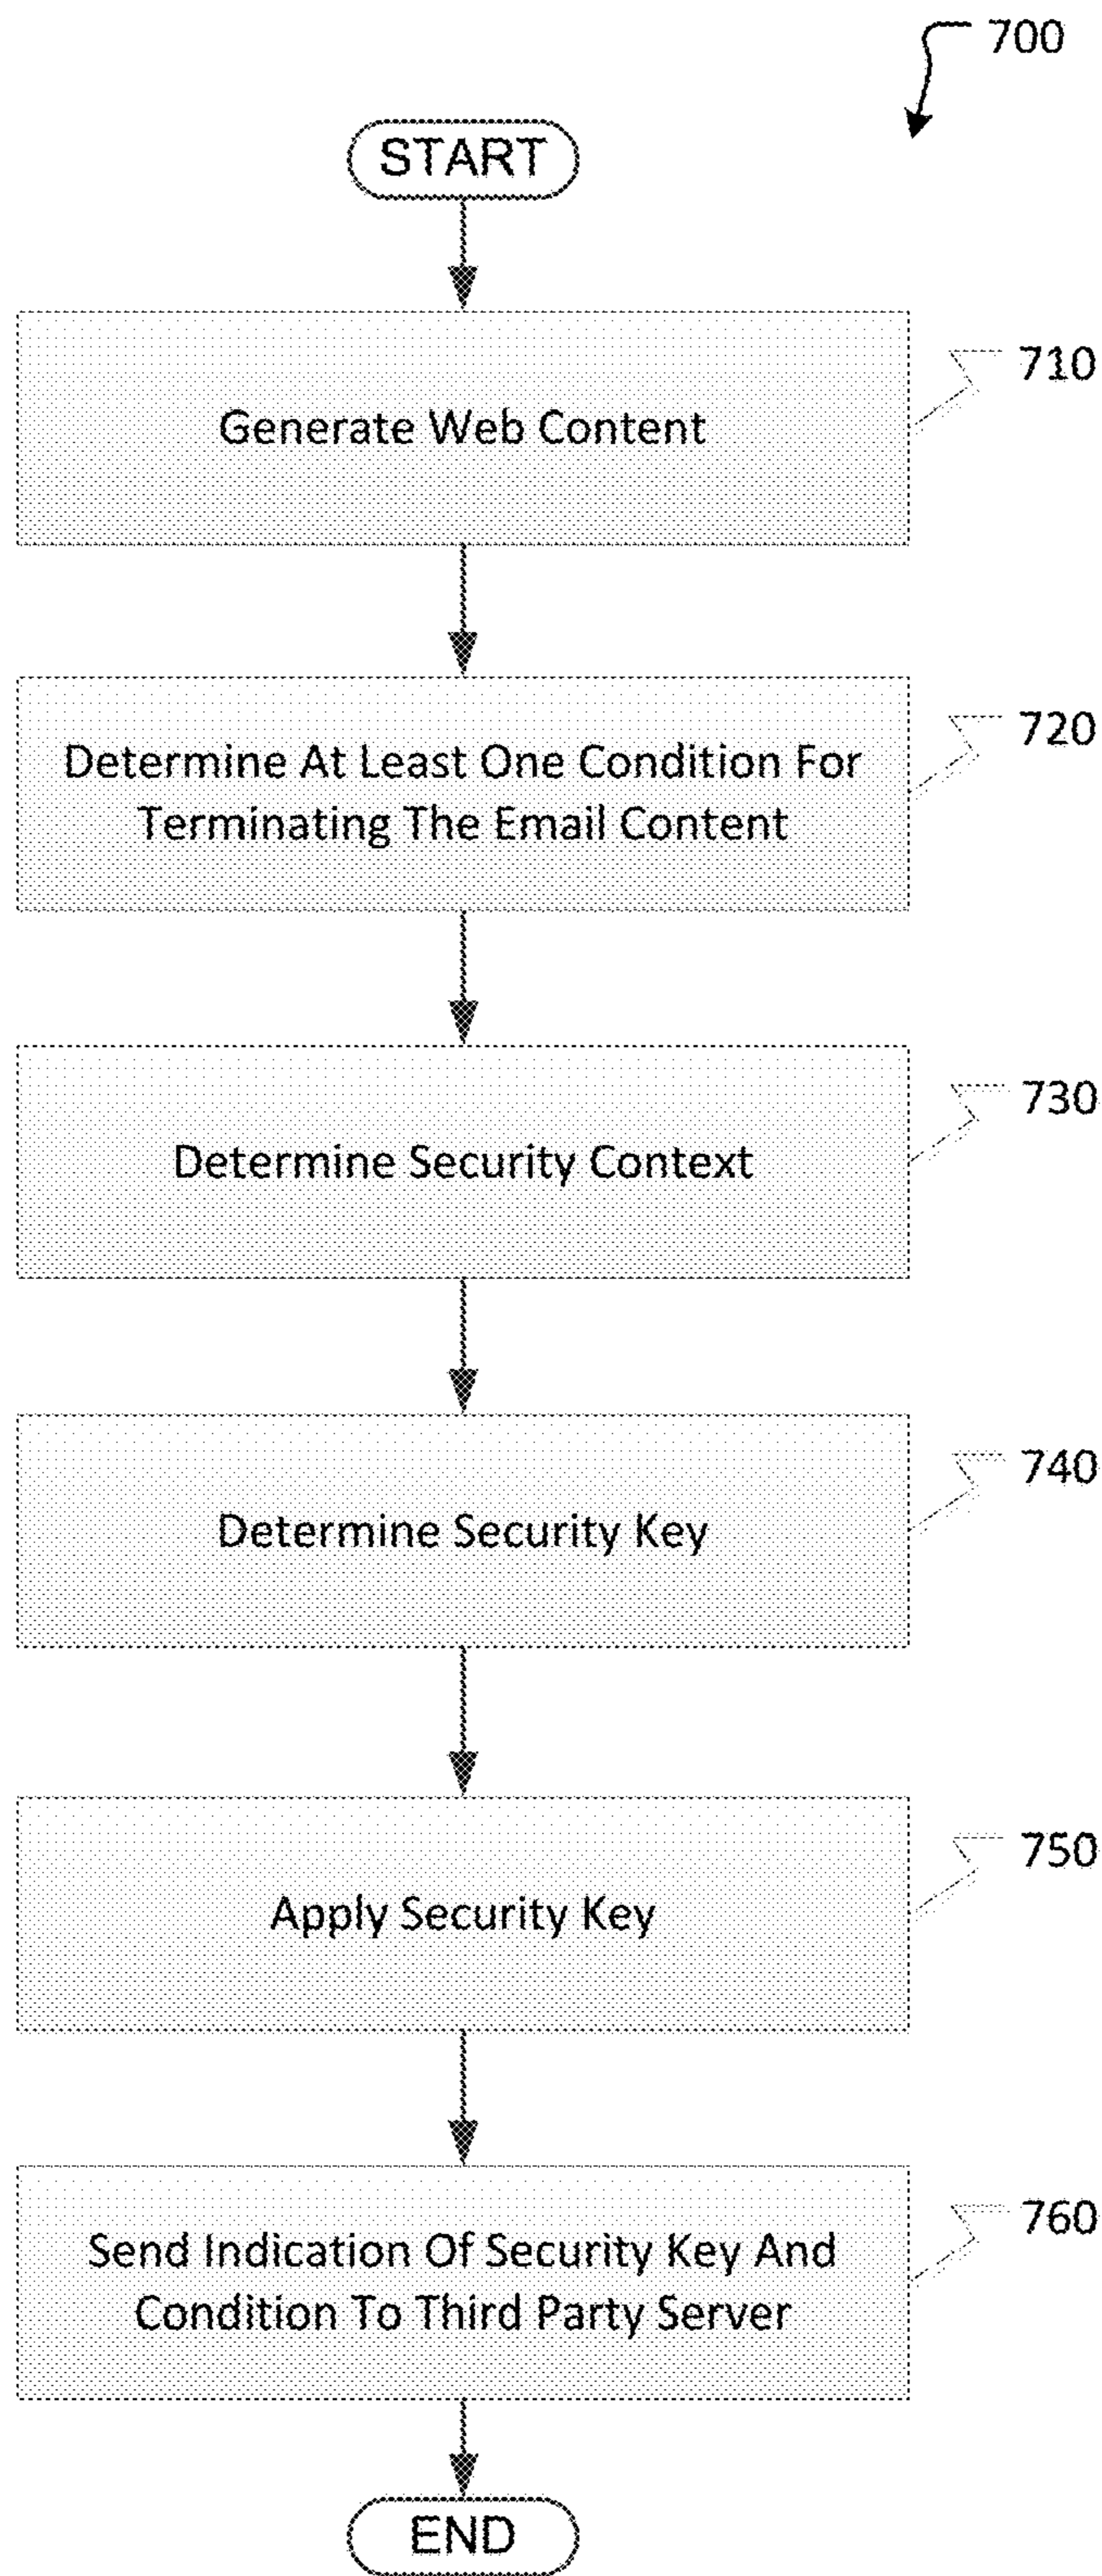 700
START
Generate Web Content
710
Determine At Least One Condition For
Terminating The Email Content
720
Determine Security Context
730
Determine Security Key
740
Apply Security Key
750
Send Indication Of Security Key And
Condition To Third Party Server
760
END